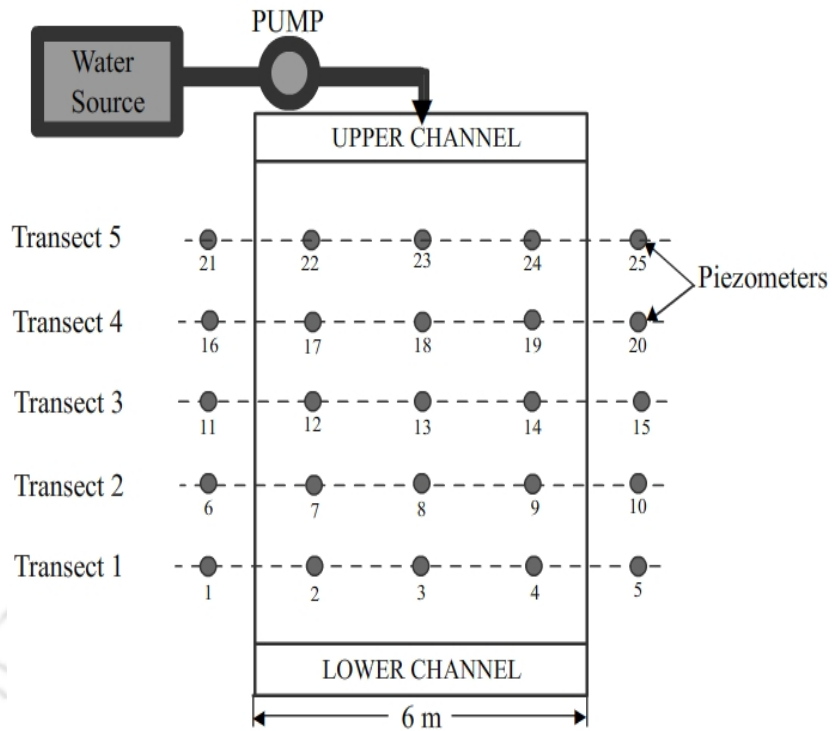 PUMP
Water
Source
UPPER CHANNEL
Transect 5
21 22 23 24 25
Piezometers
Transect 4
16 17 18 19 20
Transect 3
11 12 13 14 15
Transect 2
6 7 8 9 10
Transect 1
1 2 3 4 5
LOWER CHANNEL
6 m